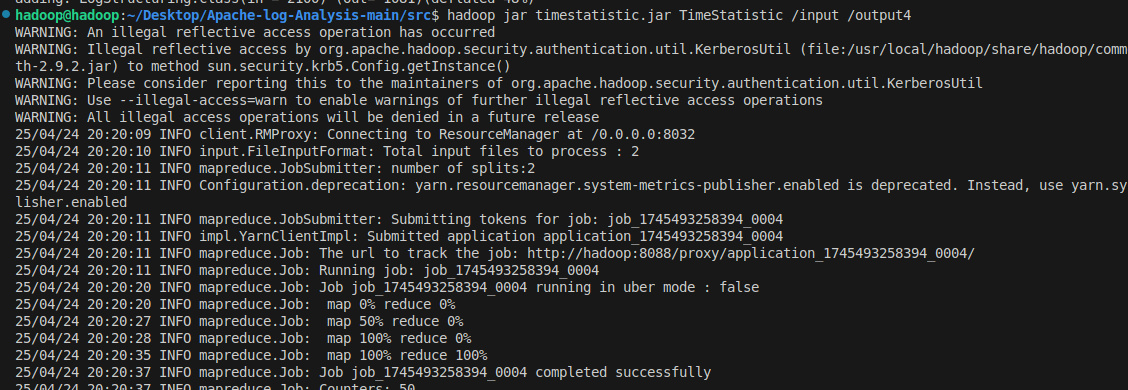 adding: LogStructuring.class(in = 2160) (out= 1081)(deflated 48%)
hadoop@hadoop:~/Desktop/Apache-log-Analysis-main/src$ hadoop jar timestatistic.jar TimeStatistic /input /output4
WARNING: An illegal reflective access operation has occurred
WARNING: Illegal reflective access by org.apache.hadoop.security.authentication.util.KerberosUtil (file:/usr/local/hadoop/share/hadoop/comm
th-2.9.2.jar) to method sun.security.krb5.Config.getInstance()
WARNING: Please consider reporting this to the maintainers of org.apache.hadoop.security.authentication.util.KerberosUtil
WARNING: Use --illegal-access=warn to enable warnings of further illegal reflective access operations
WARNING: All illegal access operations will be denied in a future release
25/04/24 20:20:09 INFO client.RMProxy: Connecting to ResourceManager at /0.0.0.0:8032
25/04/24 20:20:10 INFO input.FileInputFormat: Total input files to process : 2
25/04/24 20:20:11 INFO mapreduce.JobSubmitter: number of splits:2
25/04/24 20:20:11 INFO Configuration.deprecation: yarn.resourcemanager.system-metrics-publisher.enabled is deprecated. Instead, use yarn.sy
lisher.enabled
25/04/24 20:20:11 INFO mapreduce.JobSubmitter: Submitting tokens for job: job_1745493258394_0004
25/04/24 20:20:11 INFO impl.YarnClientImpl: Submitted application application_1745493258394_0004
25/04/24 20:20:11 INFO mapreduce.Job: The url to track the job: http://hadoop:8088/proxy/application_1745493258394_0004/
25/04/24 20:20:11 INFO mapreduce.Job: Running job: job_1745493258394_0004
25/04/24 20:20:20 INFO mapreduce.Job: Job job_1745493258394_0004 running in uber mode : false
25/04/24 20:20:20 INFO mapreduce.Job:  map 0% reduce 0%
25/04/24 20:20:27 INFO mapreduce.Job:  map 50% reduce 0%
25/04/24 20:20:28 INFO mapreduce.Job:  map 100% reduce 0%
25/04/24 20:20:35 INFO mapreduce.Job:  map 100% reduce 100%
25/04/24 20:20:37 INFO mapreduce.Job: Job job_1745493258394_0004 completed successfully
25/04/24 20:20:37 INFO mapreduce.Job: Counters: 50